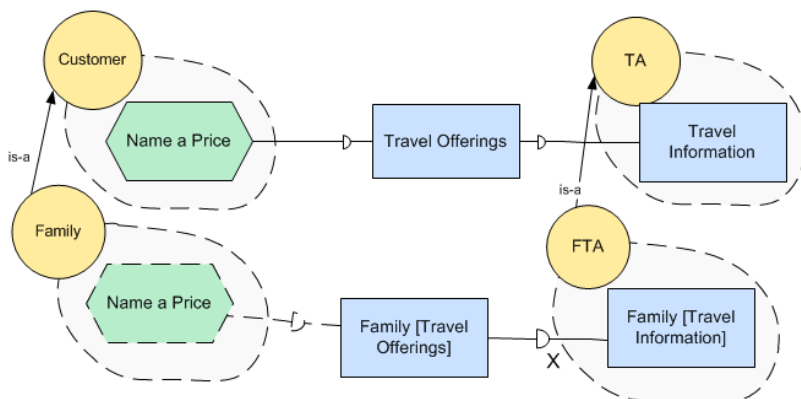 Customer
TA
Name a Price
Travel Offerings
Travel
Information
is-a
is-a
Family
FTA
Name a Price
Family [Travel
Offerings]
Family [Travel
Information]
X